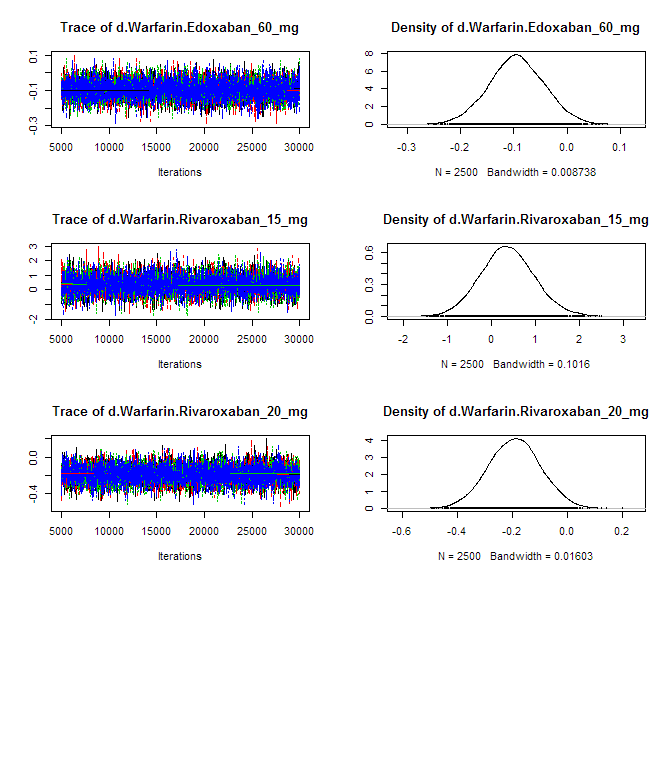 Trace of d.Warfarin.Edoxaban_60_mg
0.1
-0.1
-0.3
5000 10000 15000 20000 25000 30000
Iterations
Density of d.Warfarin.Edoxaban_60_mg
8
6
4
2
0
-0.3 -0.2 -0.1 0.0 0.1
N = 2500 Bandwidth = 0.008738
Trace of d.Warfarin.Rivaroxaban_15_mg
3
2
1
0
-2
5000 10000 15000 20000 25000 30000
Iterations
Density of d.Warfarin.Rivaroxaban_15_mg
0.6
0.3
0.0
-2 -1 0 1 2 3
N = 2500 Bandwidth = 0.1016
Trace of d.Warfarin.Rivaroxaban_20_mg
0.0
-0.4
5000 10000 15000 20000 25000 30000
Iterations
Density of d.Warfarin.Rivaroxaban_20_mg
4
3
2
1
0
-0.6 -0.4 -0.2 0.0 0.2
N = 2500 Bandwidth = 0.01603